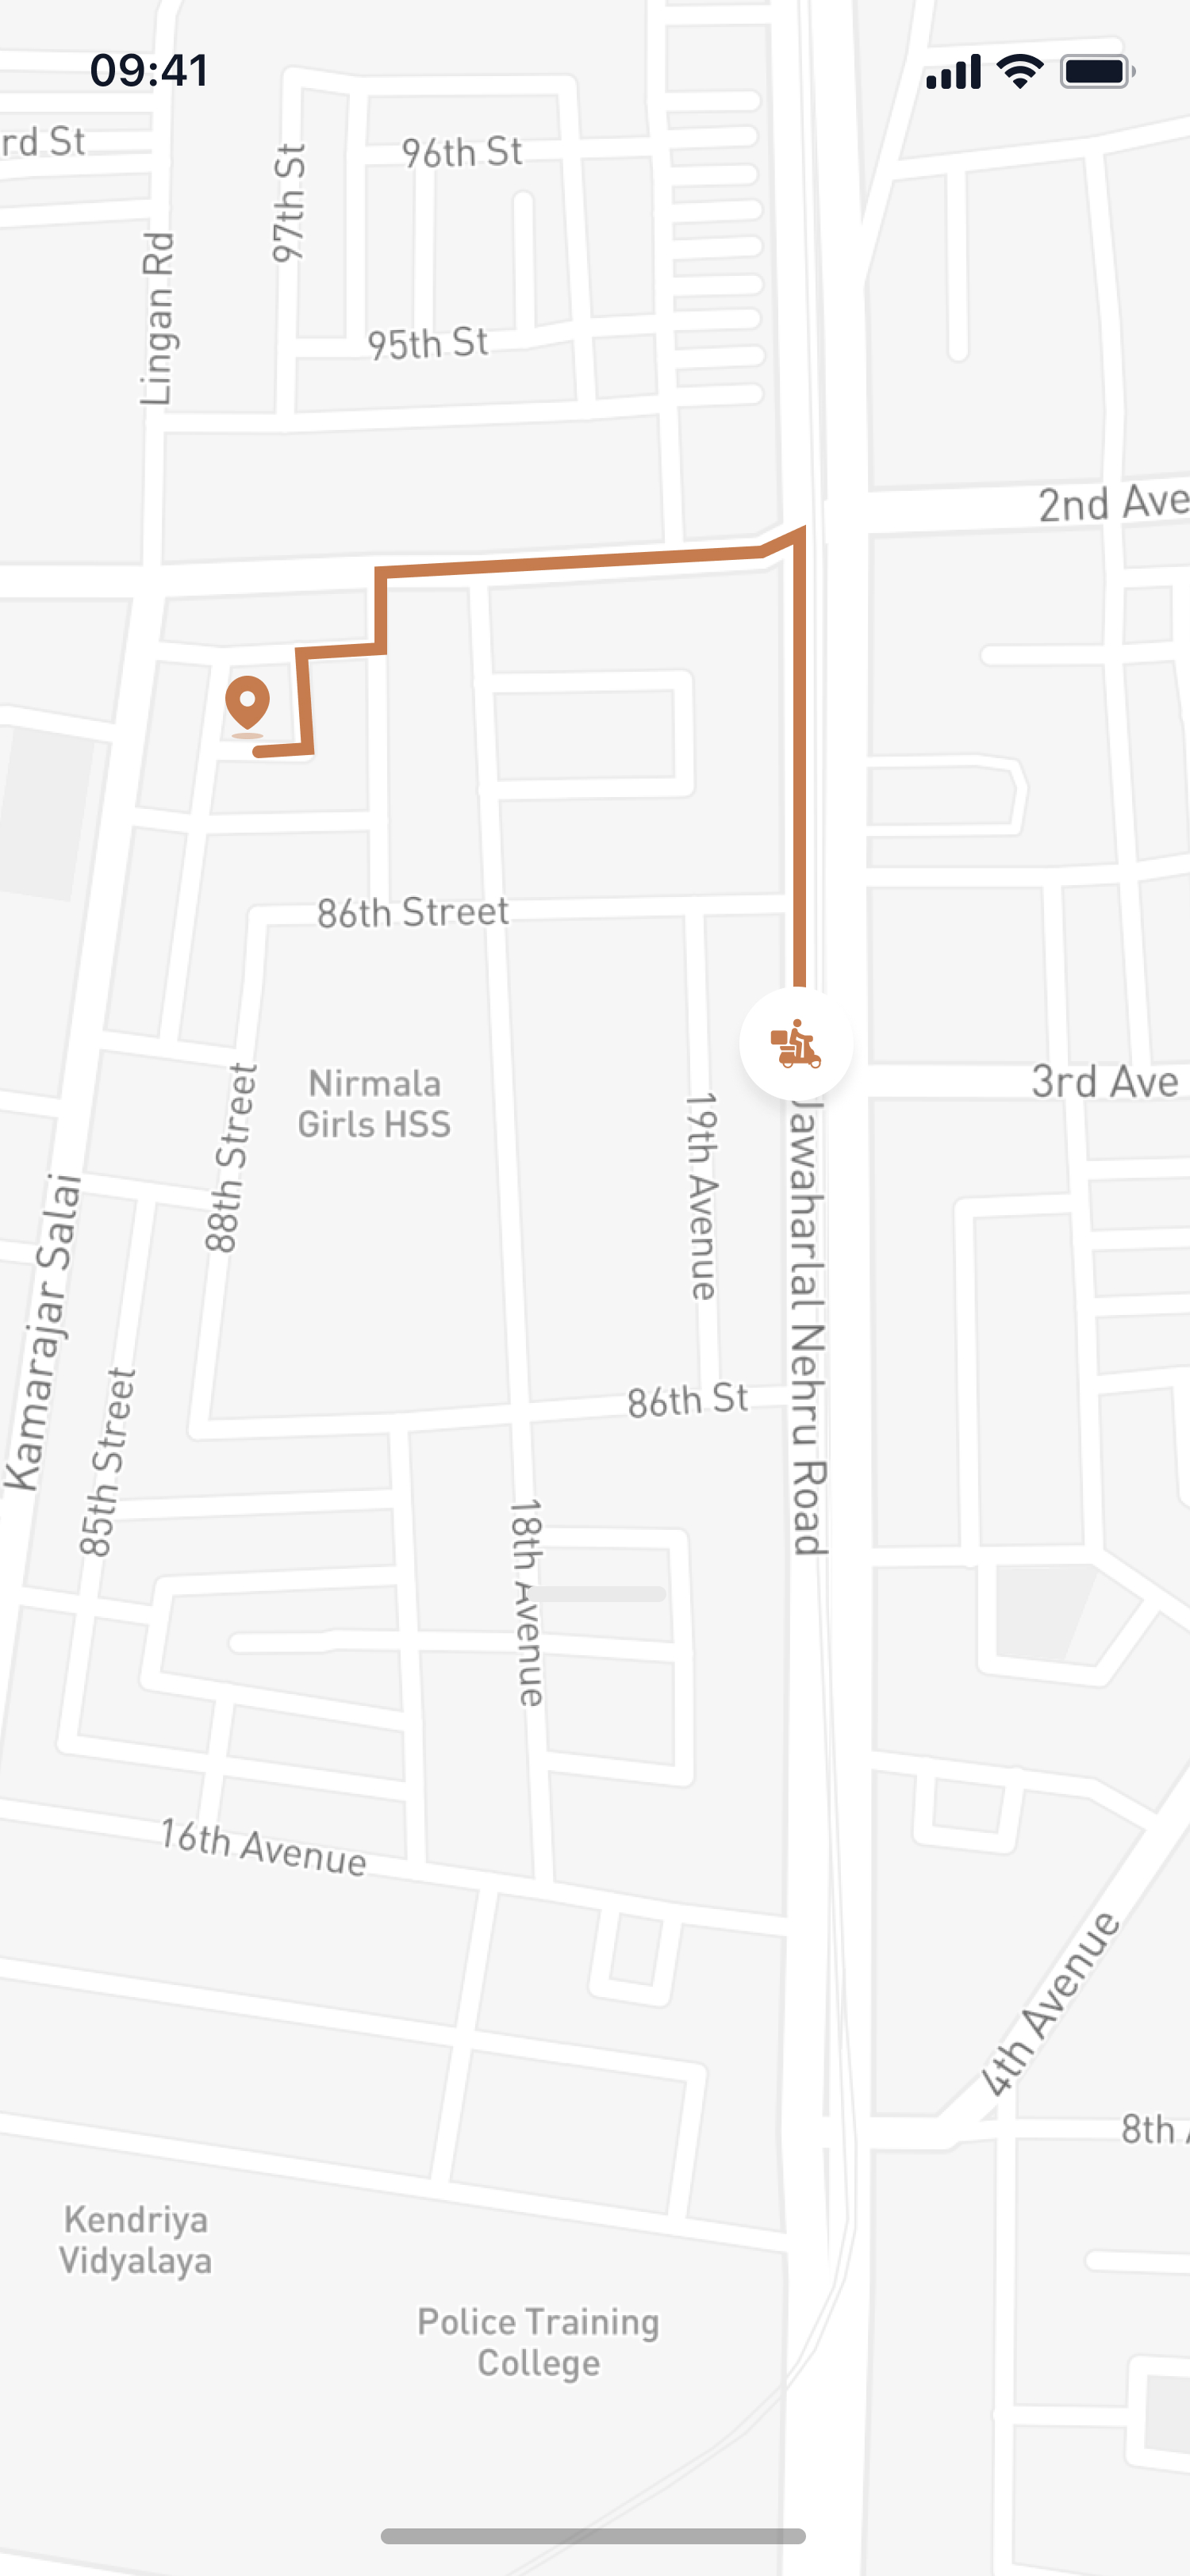 09:41
rd St
96th St
97th St
Lingan Rd
95th St
2nd Ave
86th Street
Nirmala
Girls HSS
88th Street
19th Avenue
3rd Ave
Jawaharlal Nehru Road
Kamarajar Salai
86th St
85th Street
18th Avenue
16th Avenue
4th Avenue
8th A
Kendriya
Vidyalaya
Police Training
College